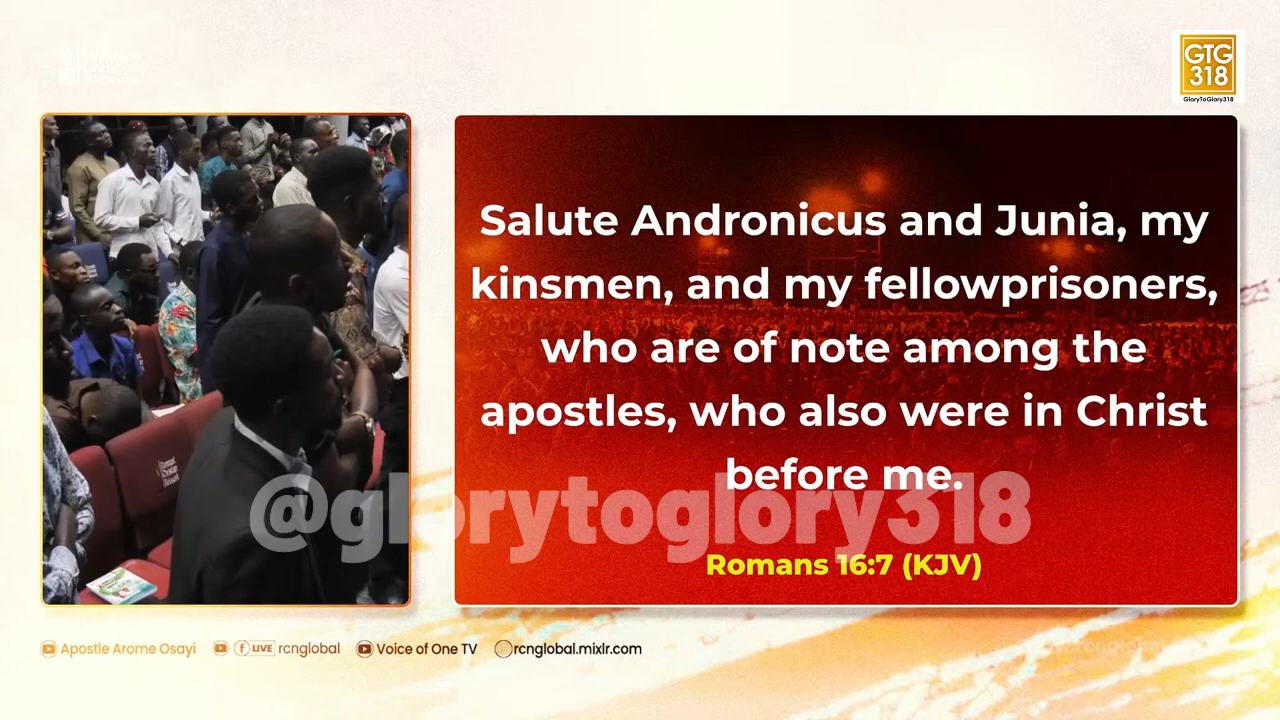 GTG
318
GloryToGlory318
Salute Andronicus and Junia, my
kinsmen, and my fellowprisoners,
who are of note among the
apostles, who also were in Christ
before me.
@glorytoglory318
Romans 16:7 (KJV)
Apostle Arome Osayi
f LIVE rcnglobal
Voice of One TV
rcnglobal.mixlr.com